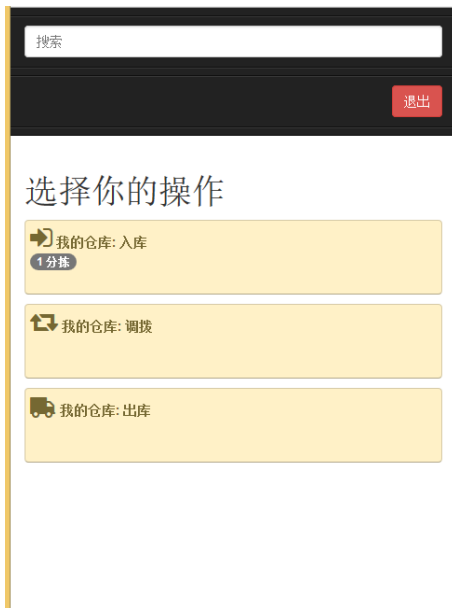 搜索
退出
选择你的操作
我的仓库: 入库
1 分拣
我的仓库: 调拨
我的仓库: 出库